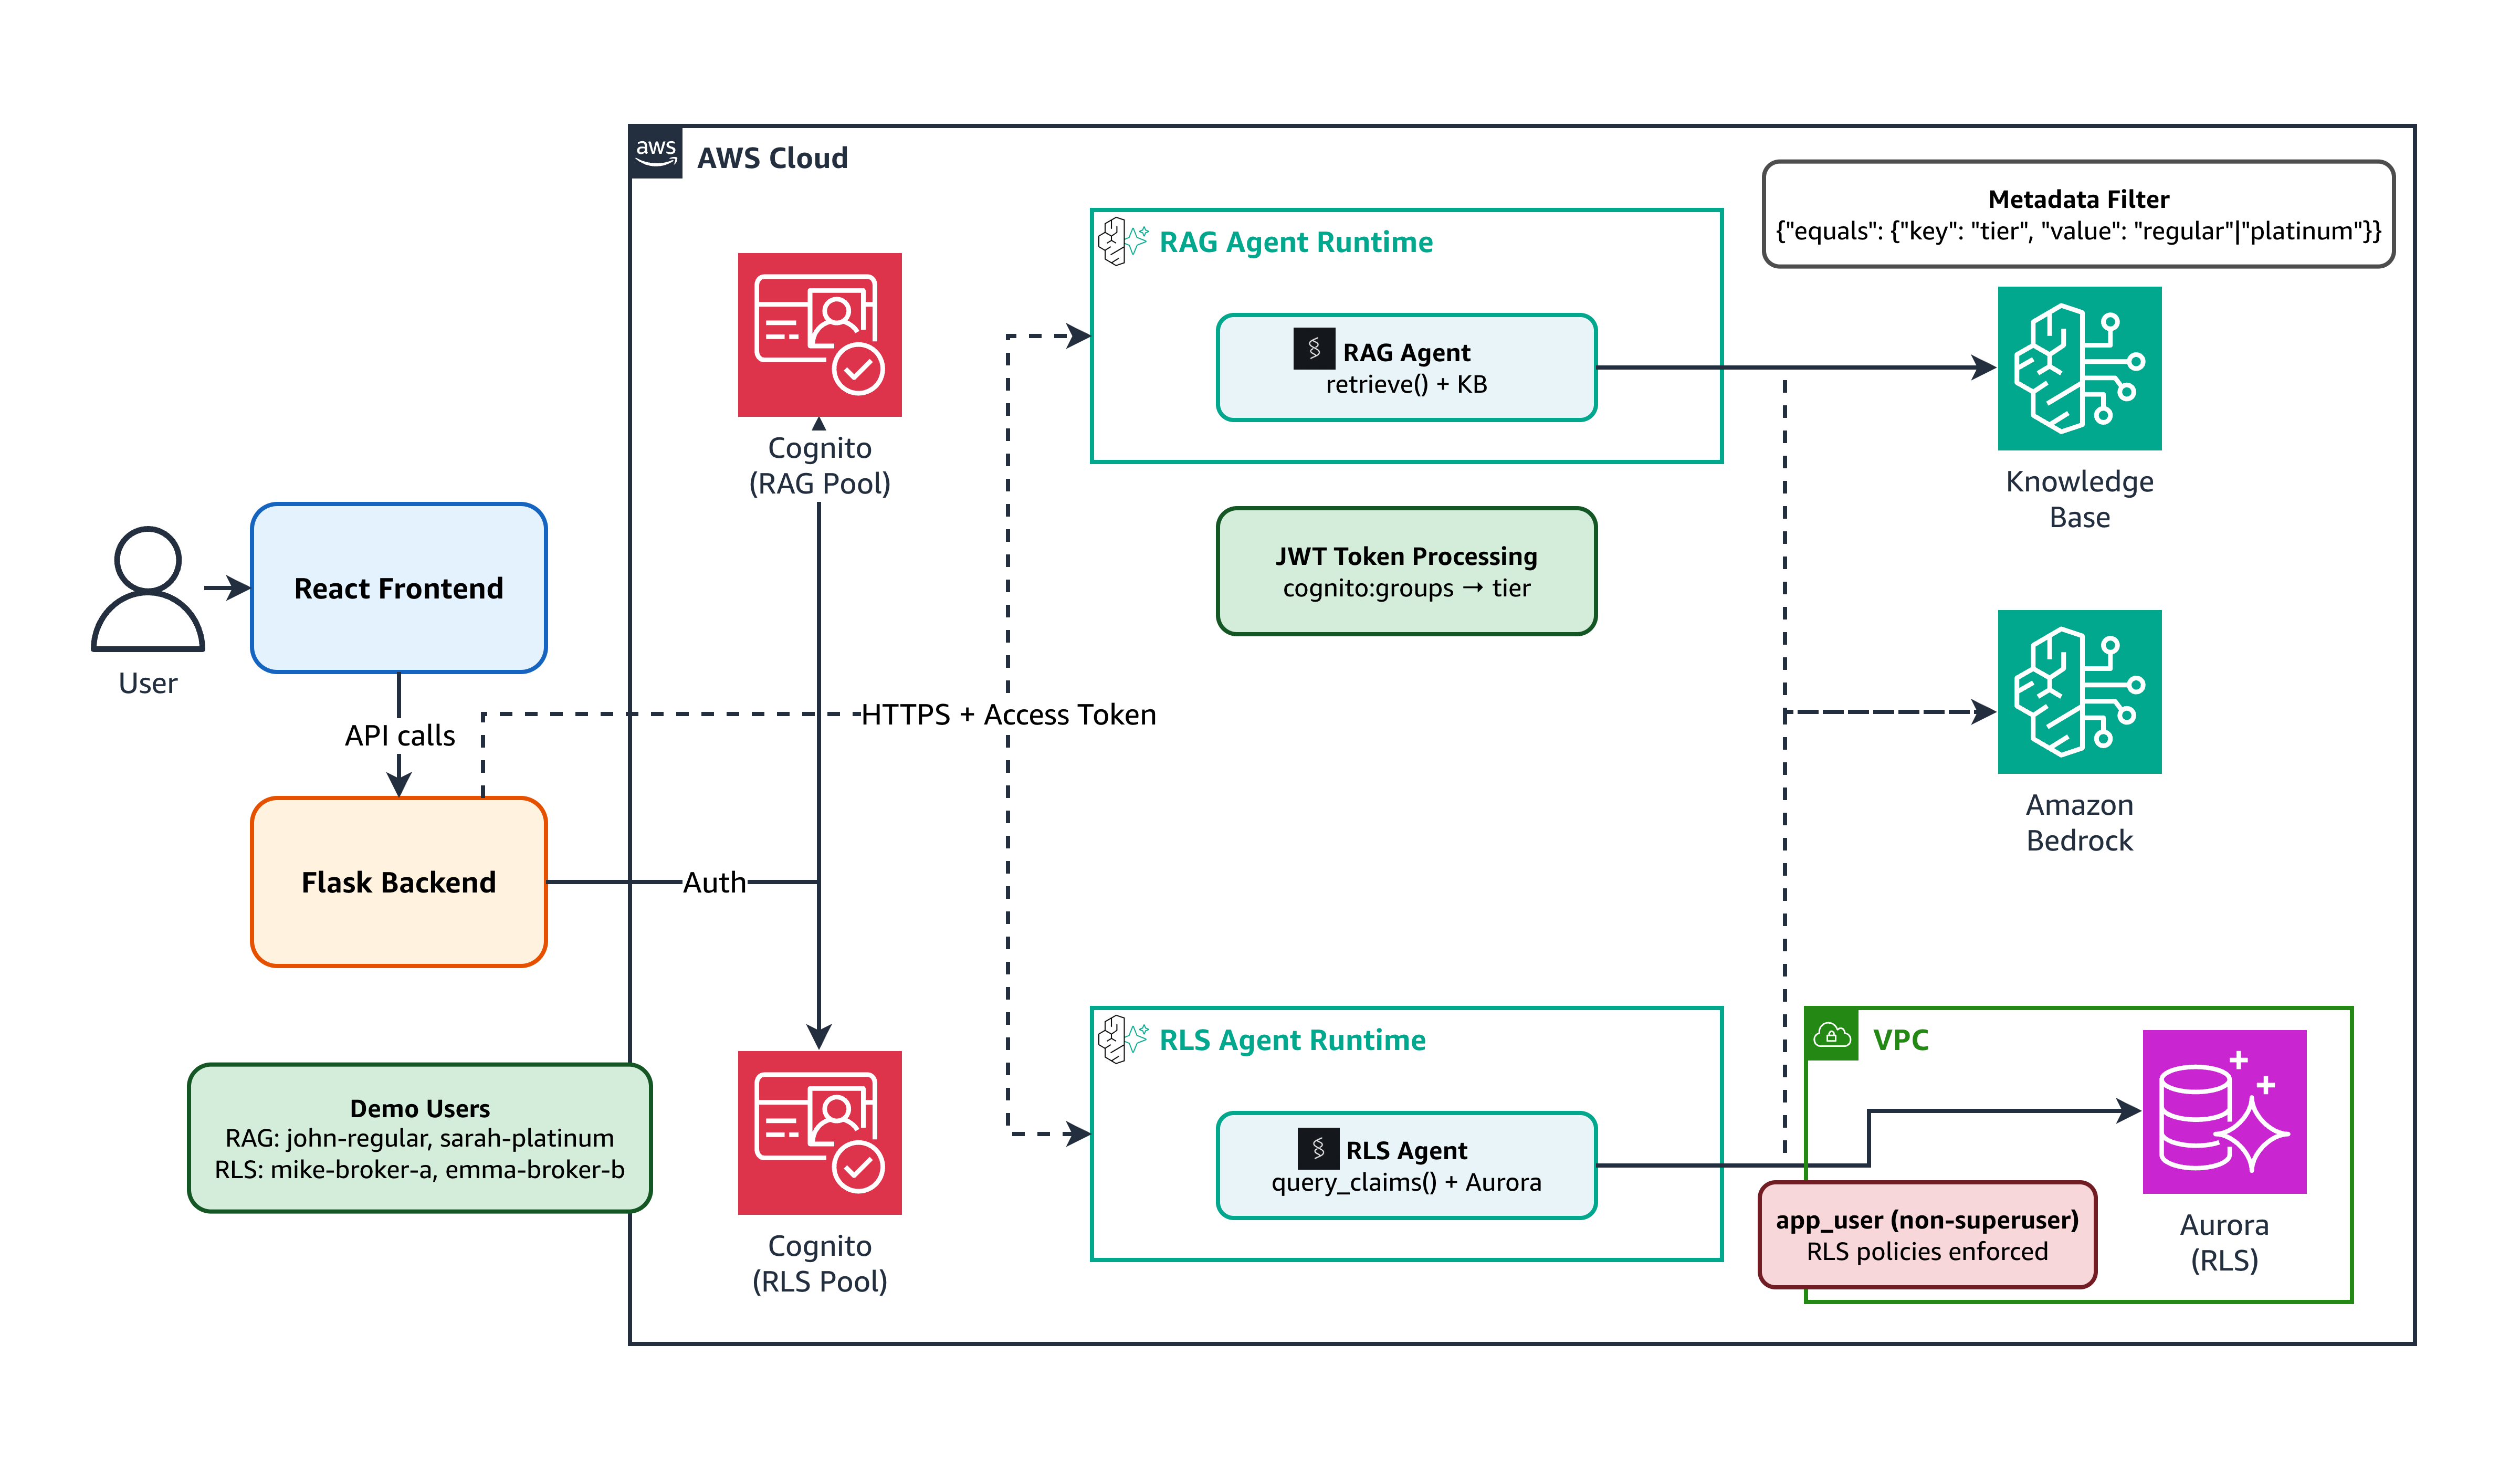 aws
AWS Cloud
Metadata Filter
{"equals": {"key": "tier", "value": "regular"|"platinum"}}
RAG Agent Runtime
RAG Agent
retrieve() + KB
Cognito
(RAG Pool)
Knowledge
Base
JWT Token Processing
cognito:groups → tier
React Frontend
User
API calls
HTTPS + Access Token
Amazon
Bedrock
Flask Backend
Auth
RLS Agent Runtime
VPC
Demo Users
RAG: john-regular, sarah-platinum
RLS: mike-broker-a, emma-broker-b
RLS Agent
query_claims() + Aurora
app_user (non-superuser)
RLS policies enforced
Aurora
(RLS)
Cognito
(RLS Pool)